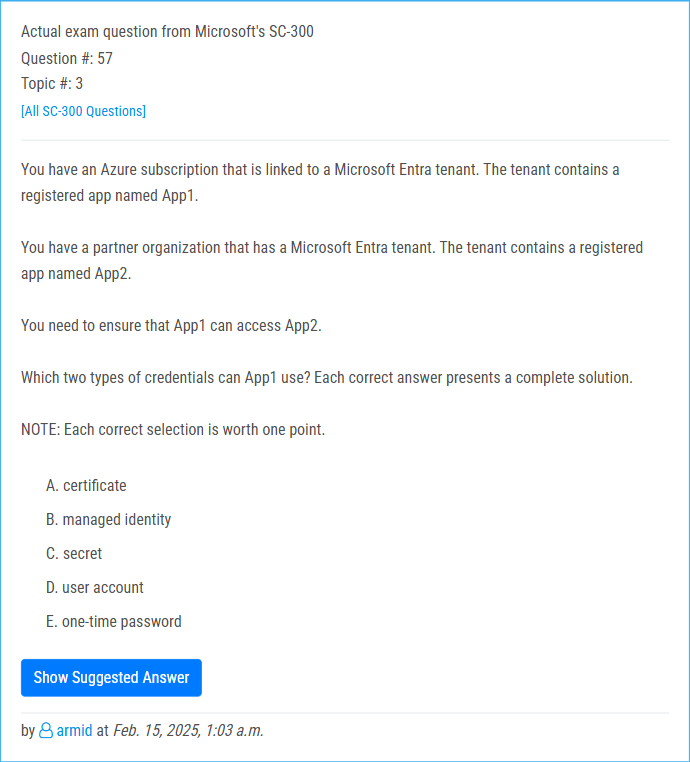 Actual exam question from Microsoft's SC-300
Question #: 57
Topic #: 3
[All SC-300 Questions]
You have an Azure subscription that is linked to a Microsoft Entra tenant. The tenant contains a
registered app named App1.
You have a partner organization that has a Microsoft Entra tenant. The tenant contains a registered
app named App2.
You need to ensure that App1 can access App2.
Which two types of credentials can App1 use? Each correct answer presents a complete solution.
NOTE: Each correct selection is worth one point.
A. certificate
B. managed identity
C. secret
D. user account
E. one-time password
Show Suggested Answer
by armid at Feb. 15, 2025, 1:03 a.m.